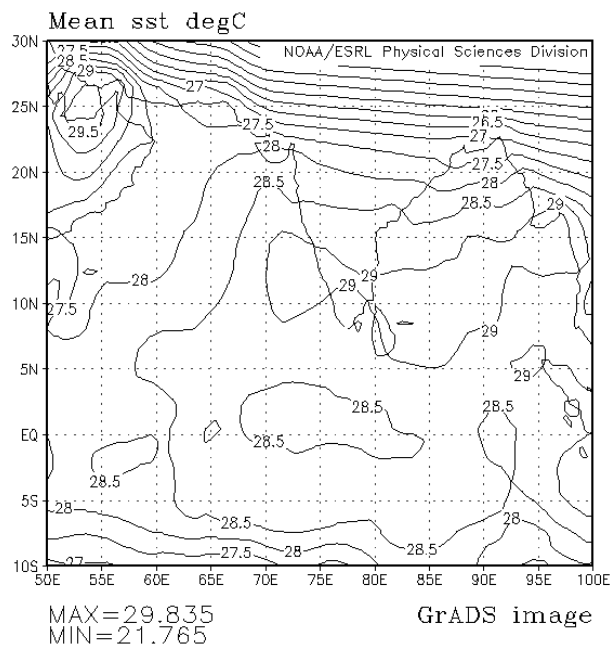 Mean sst degC
30N
NOAA/ESRL Physical Sciences Division
27.5
28.5
29
27
25N
26.5
29.5
27.5
27
28
27.5
20N
28.5
28
28.5
29
15N
28
29
29
27.5
10N
29
5N
29
28.5
28.5
EQ
28.5
28.5
5S
28
28.5
28
27.5
28
28.5
27
10S
50E 55E 60E 65E 70E 75E 80E 85E 90E 95E 100E
MAX=29.835
GrADS image
MIN=21.765